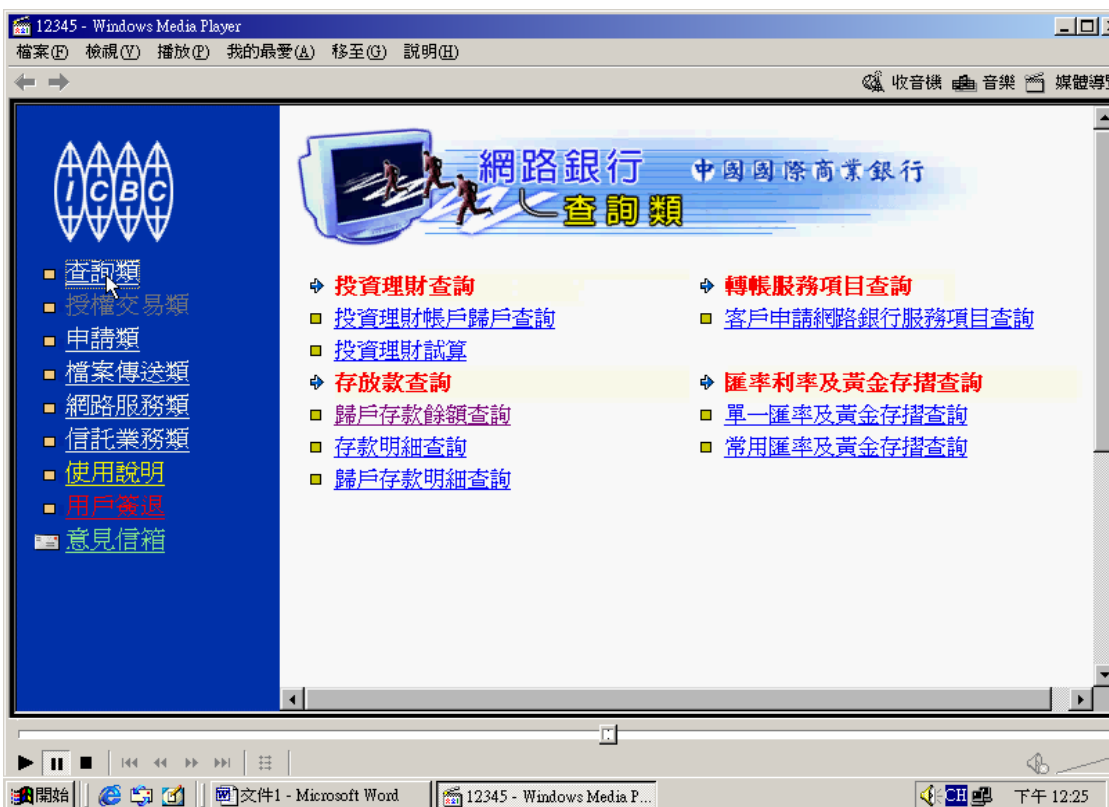 12345 - Windows Media Player
檔案(F) 檢視(V) 播放(P) 我的最愛(A) 移至(G) 說明(H)
收音機 音樂 媒體導覽
ICBC
網路銀行 中國國際商業銀行
查詢類
查詢類
授權交易類
申請類
檔案傳送類
網路服務類
信託業務類
使用說明
用戶簽退
意見信箱
投資理財查詢
投資理財帳戶歸戶查詢
投資理財試算
存放款查詢
歸戶存款餘額查詢
存款明細查詢
歸戶存款明細查詢
轉帳服務項目查詢
客戶申請網路銀行服務項目查詢
匯率利率及黃金存摺查詢
單一匯率及黃金存摺查詢
常用匯率及黃金存摺查詢
開始 文件1 - Microsoft Word 12345 - Windows Media P... CH 下午 12:25